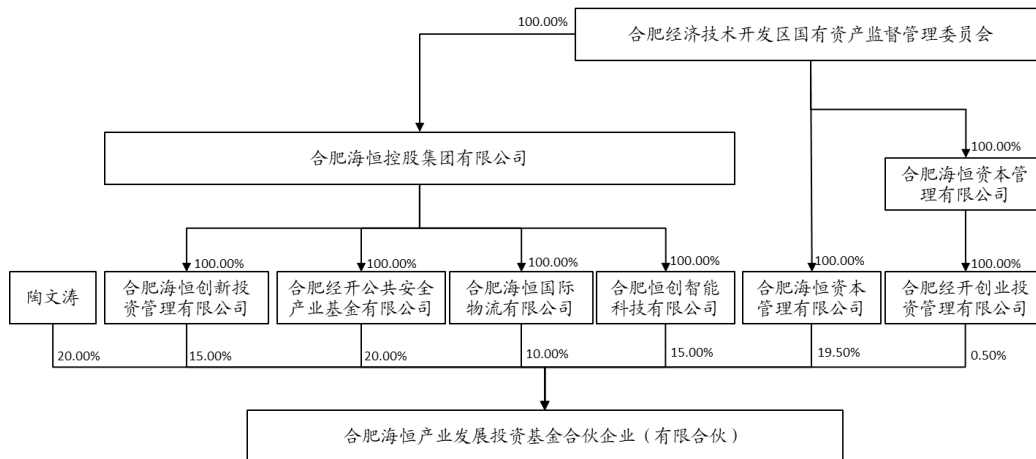 100.00%
合肥经济技术开发区国有资产监督管理委员会
合肥海恒控股集团有限公司
100.00%
合肥海恒资本管
理有限公司
100.00%
100.00%
100.00%
100.00%
100.00%
100.00%
陶文涛
合肥海恒创新投
资管理有限公司
合肥经开公共安全
产业基金有限公司
合肥海恒国际
物流有限公司
合肥恒创智能
科技有限公司
合肥海恒资本
管理有限公司
合肥经开创业投
资管理有限公司
20.00%
15.00%
20.00%
10.00%
15.00%
19.50%
0.50%
合肥海恒产业发展投资基金合伙企业（有限合伙）